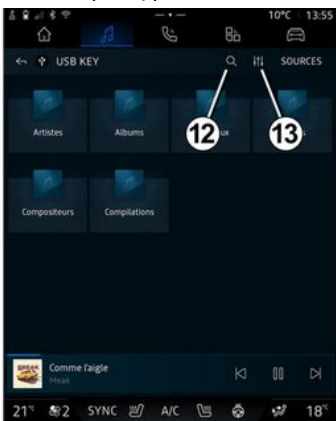 10°C 13:55
USB KEY SOURCES
12 13
Artistes Albums
Compositeurs Compilations
Comme l'aigle
Meak
21° 2 SYNC A/C 18°